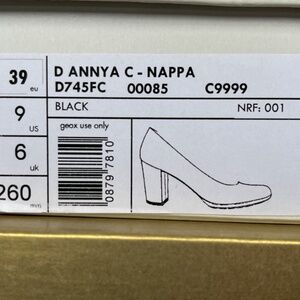 39 eu
9 us
6 uk
260 mm
D ANNYA C - NAPPA
D745FC 00085 C9999
BLACK NRF: 001
geox use only
0879 7810